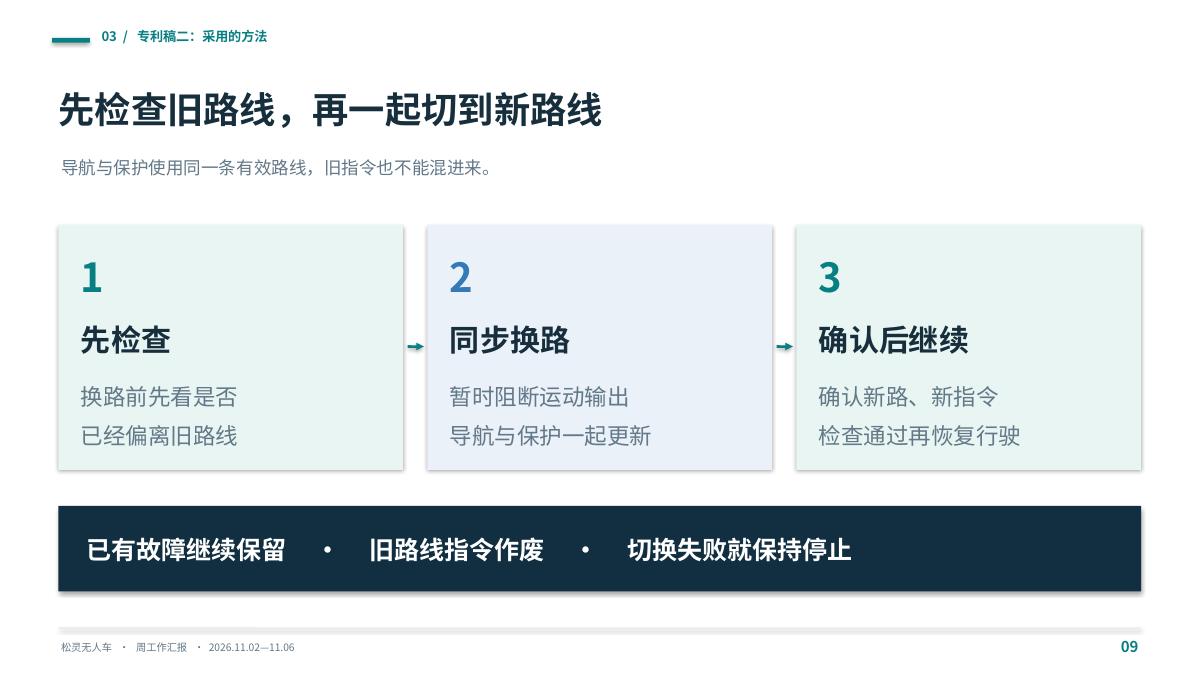 03 / 专利稿二：采用的方法
先检查旧路线，再一起切到新路线
导航与保护使用同一条有效路线，旧指令也不能混进来。
1
先检查
换路前先看是否
已经偏离旧路线
2
同步换路
暂时阻断运动输出
导航与保护一起更新
3
确认后继续
确认新路、新指令
检查通过再恢复行驶
已有故障继续保留 · 旧路线指令作废 · 切换失败就保持停止
松灵无人车 · 周工作汇报 · 2026.11.02—11.06
09